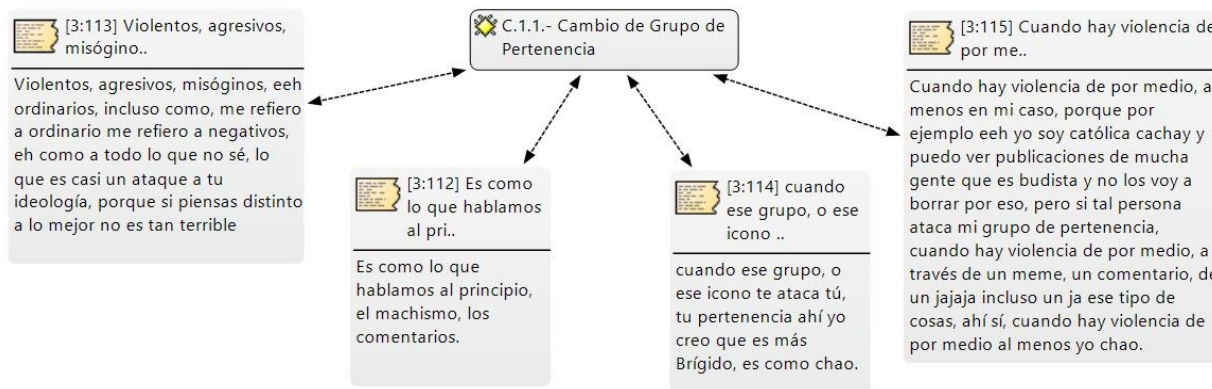 [3:113] Violentos, agresivos,
misógino..
Violentos, agresivos, misóginos, eeh
ordinarios, incluso como, me refiero
a ordinario me refiero a negativos,
eh como a todo lo que no sé, lo
que es casi un ataque a tu
ideología, porque si piensas distinto
a lo mejor no es tan terrible
C.1.1.- Cambio de Grupo de
Pertenencia
[3:112] Es como
lo que hablamos
al pri..
Es como lo que
hablamos al principio,
el machismo, los
comentarios.
[3:114] cuando
ese grupo, o ese
icono ..
cuando ese grupo, o
ese icono te ataca tú,
tu pertenencia ahí yo
creo que es más
Brígido, es como chao.
[3:115] Cuando hay violencia de
por me..
Cuando hay violencia de por medio, a
menos en mi caso, porque por
ejemplo eeh yo soy católica cachay y
puedo ver publicaciones de mucha
gente que es budista y no los voy a
borrar por eso, pero si tal persona
ataca mi grupo de pertenencia,
cuando hay violencia de por medio, a
través de un meme, un comentario, de
un jajaja incluso un ja ese tipo de
cosas, ahí sí, cuando hay violencia de
por medio al menos yo chao.